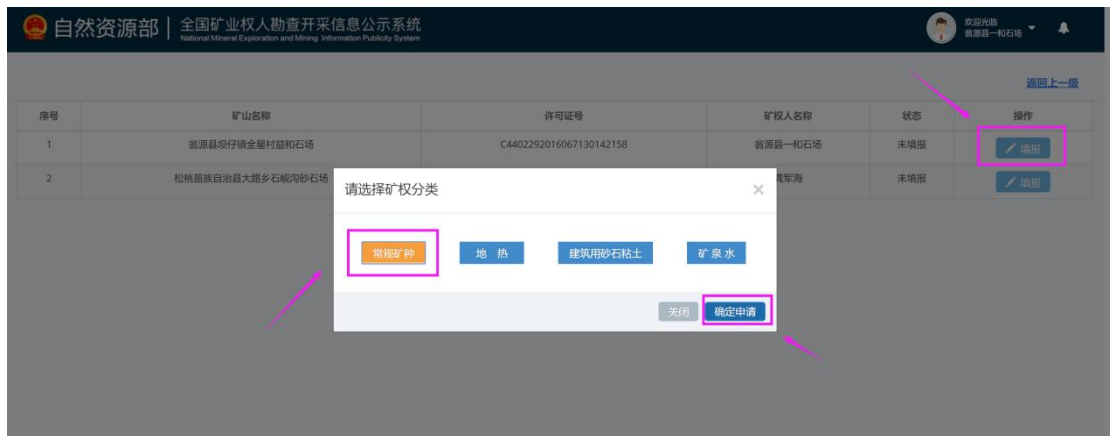 自然资源部
全国矿业权人勘查开采信息公示系统
National Mineral Exploration and Mining Information Publicity System
欢迎光临
翁源县一和石场
返回上一级
序号 矿山名称 许可证号 矿权人名称 状态 操作
1 翁源县坝仔镇金星村益和石场 C4402292016067130142158 翁源县一和石场 未填报 填报
2 松桃苗族自治县大路乡石岘沟砂石场 军海 未填报 填报
请选择矿权分类
常规矿种 地 热 建筑用砂石粘土 矿 泉 水
关闭 确定申请